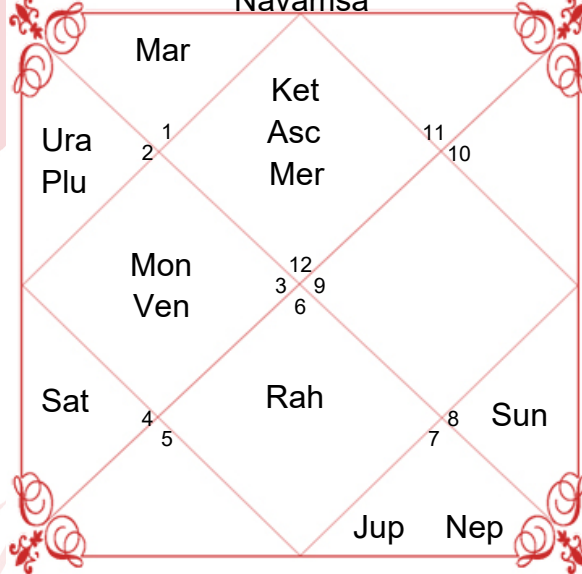 Navamsa
Mar
Ket
Asc
Mer
Ura
Plu
1
2
11
10
Mon
Ven
12
3
9
6
Sat
Rah
Sun
4
5
8
7
Jup Nep